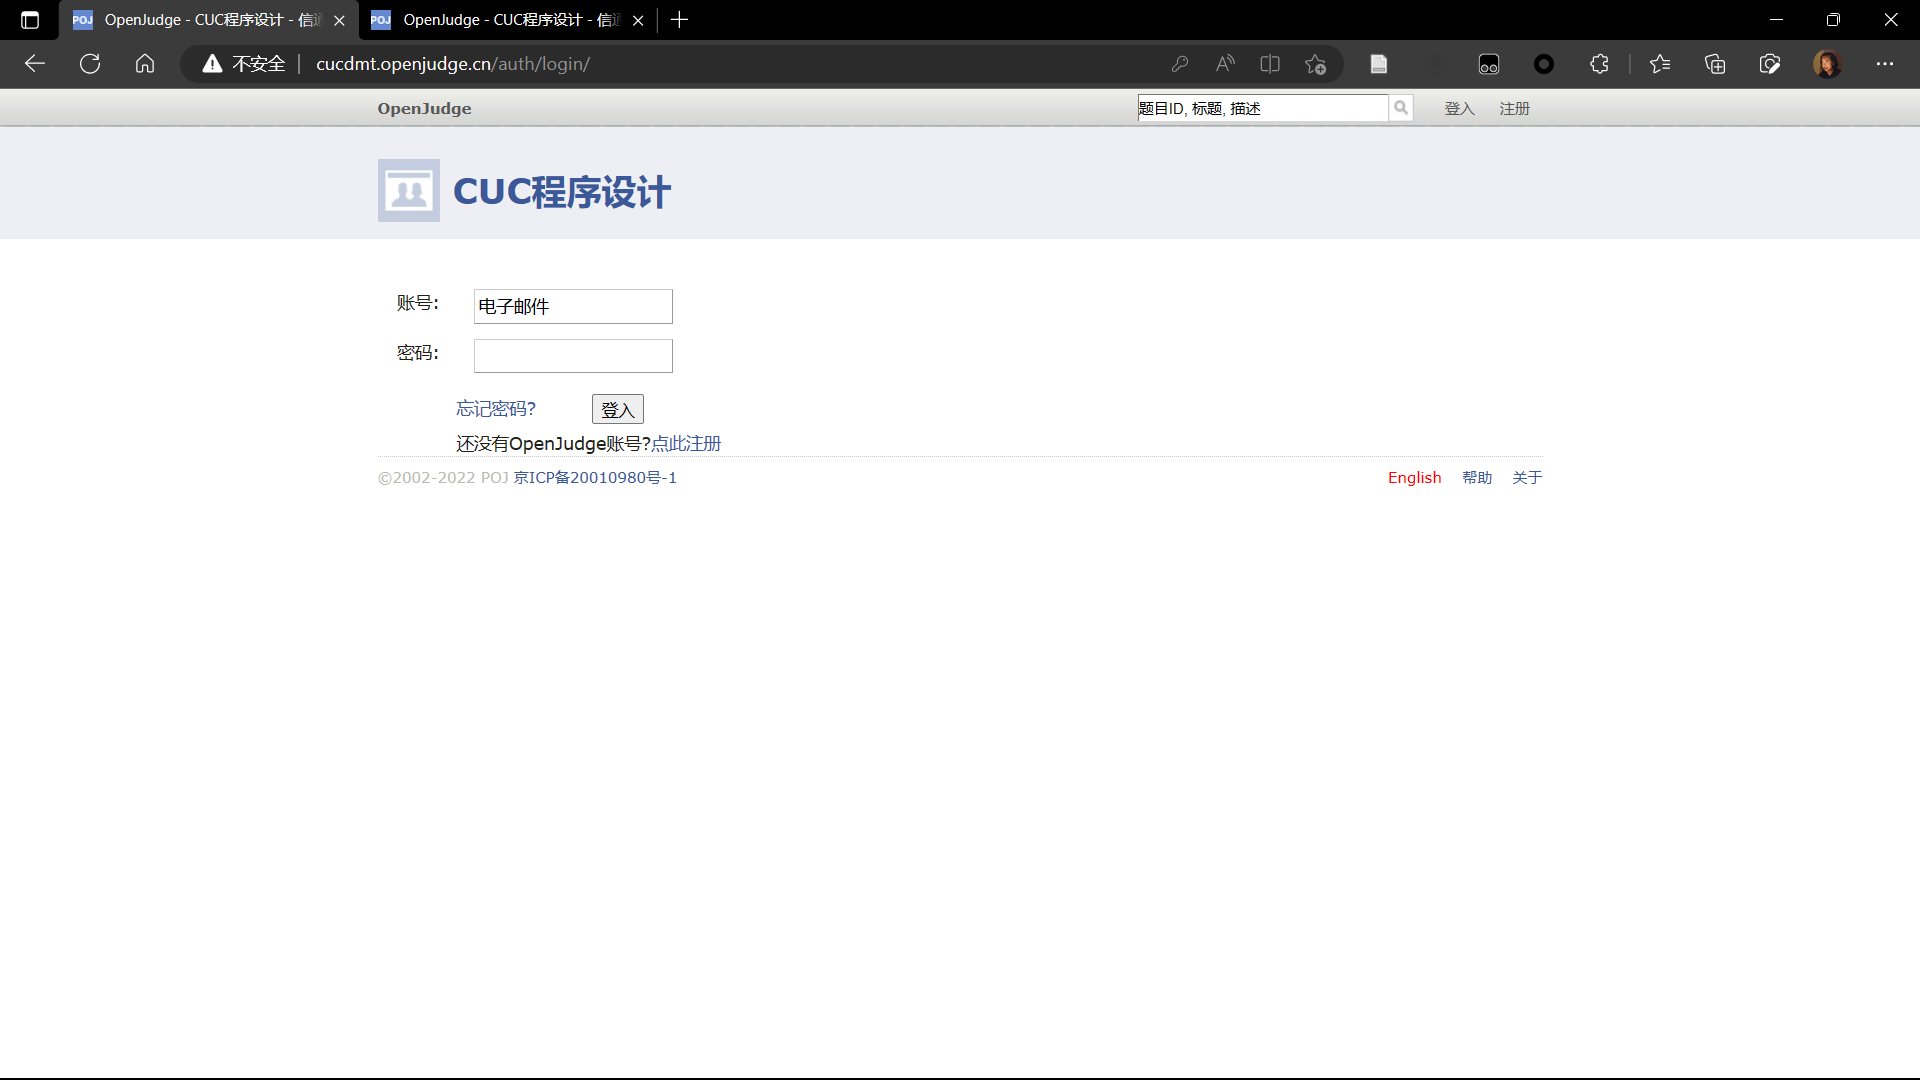 POJ OpenJudge - CUC程序设计 - 信
POJ OpenJudge - CUC程序设计 - 信
不安全 cucdmt.openjudge.cn/auth/login/
OpenJudge
题目ID, 标题, 描述
登入 注册
CUC程序设计
账号: 电子邮件
密码:
忘记密码? 登入
还没有OpenJudge账号?点此注册
©2002-2022 POJ 京ICP备20010980号-1
English 帮助 关于